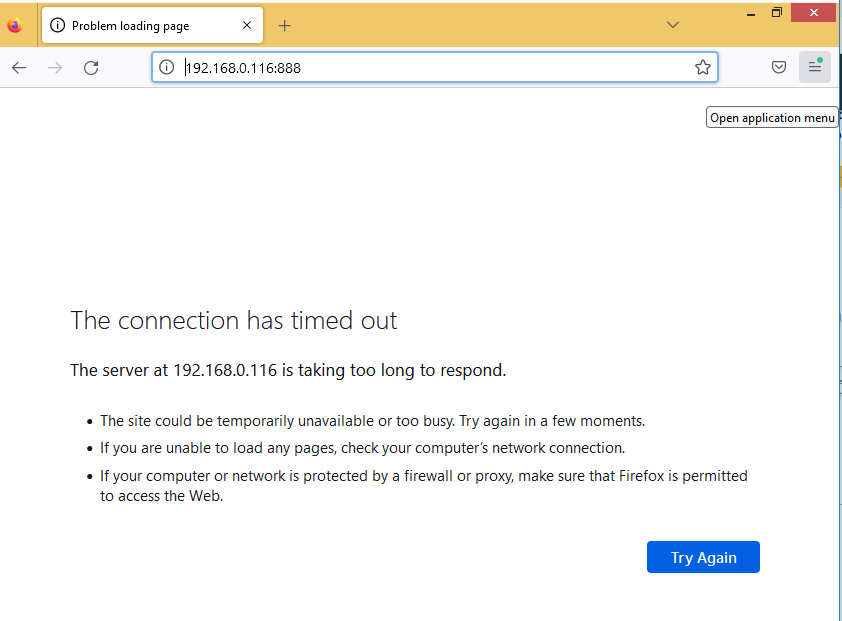 Problem loading page
192.168.0.116:888
Open application menu
The connection has timed out
The server at 192.168.0.116 is taking too long to respond.
• The site could be temporarily unavailable or too busy. Try again in a few moments.
• If you are unable to load any pages, check your computer’s network connection.
• If your computer or network is protected by a firewall or proxy, make sure that Firefox is permitted
to access the Web.
Try Again